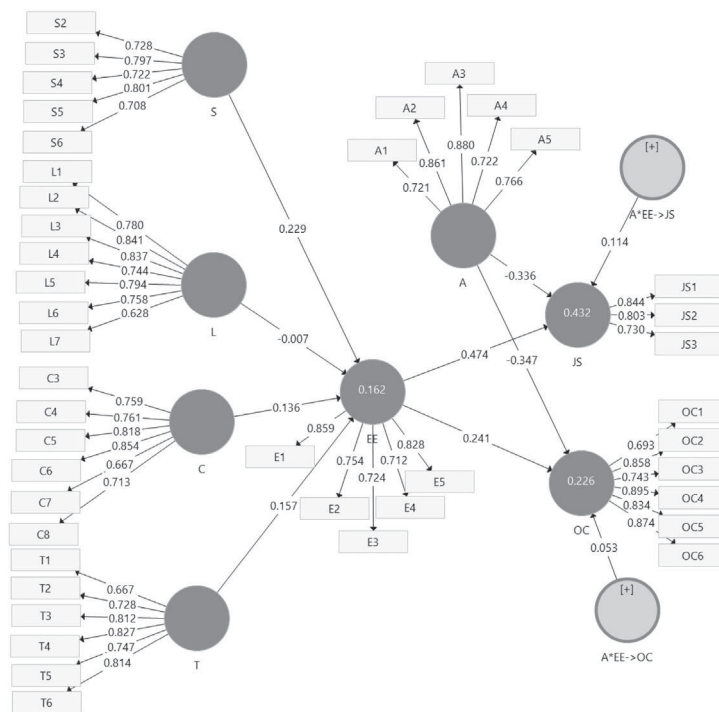 S2
S3
S4
S5
S6
0.728
0.797
0.722
0.801
0.708
S
L1
L2
L3
L4
L5
L6
L7
0.780
0.841
0.837
0.744
0.794
0.758
0.628
L
C3
C4
C5
C6
C7
C8
0.759
0.761
0.818
0.854
0.667
0.713
C
T1
T2
T3
T4
T5
T6
0.667
0.728
0.812
0.827
0.747
0.814
T
0.229
-0.007
0.136
0.157
0.162
EE
0.859
0.754
0.724
0.712
0.828
E1
E2
E3
E4
E5
A1
A2
A3
A4
A5
0.721
0.861
0.880
0.722
0.766
A
-0.336
-0.347
0.474
0.241
[+]
A*EE->JS
0.114
0.432
JS
0.844
0.803
0.730
JS1
JS2
JS3
0.226
OC
0.693
0.858
0.743
0.895
0.834
0.874
OC1
OC2
OC3
OC4
OC5
OC6
0.053
[+]
A*EE->OC